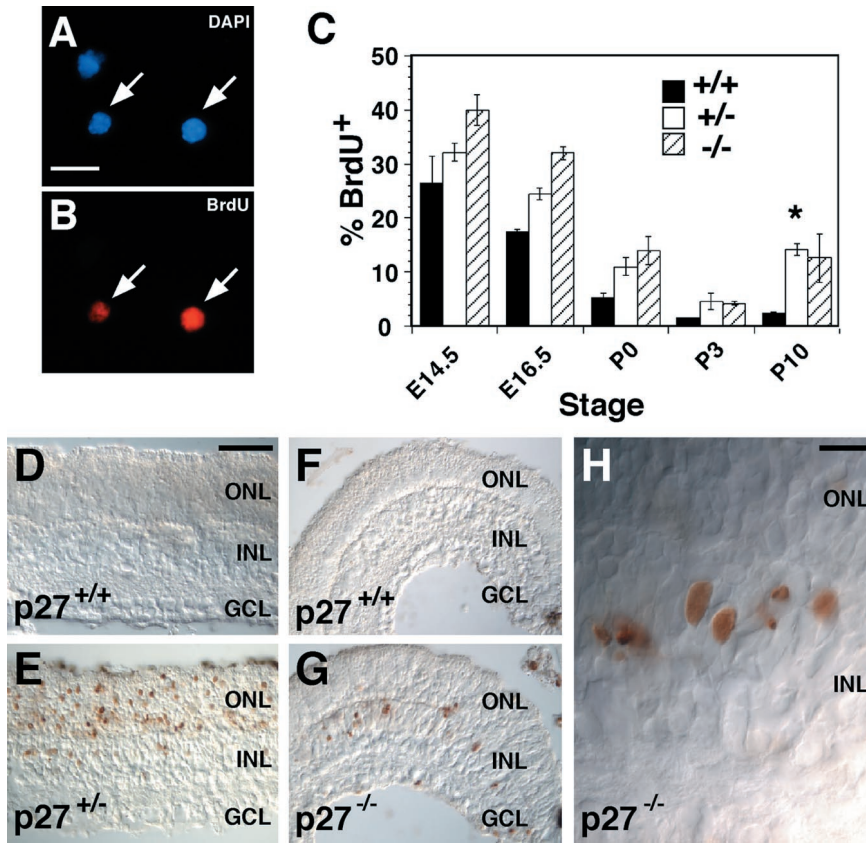 A
DAPI
B
BrdU
C
% BrdU+
50
40
30
20
10
0
+/+
+/-
-/-
*
E14.5
E16.5
P0
P3
P10
Stage
D
ONL
INL
GCL
p27+/+
E
ONL
INL
GCL
p27+/-
F
ONL
INL
GCL
p27+/+
G
ONL
INL
GCL
p27-/-
H
ONL
INL
p27-/-